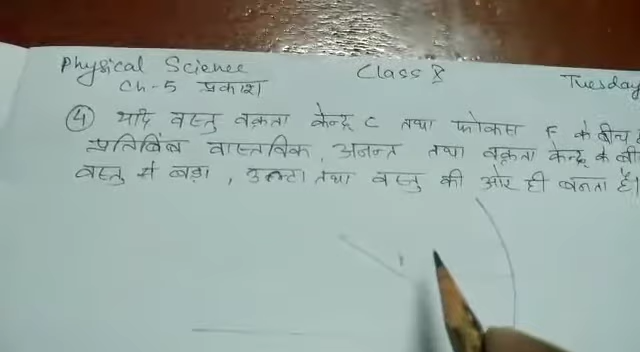 Physical Science Class X
Ch-5 प्रकाश Tuesday
④ यदि वस्तु वक्रता केन्द्र C तथा फोकस F के बीच
प्रतिबिंब वास्तविक, अनन्त तथा वक्रता केन्द्र के बी
वस्तु से बड़ा, उल्टा तथा वस्तु की ओर ही बनता है।